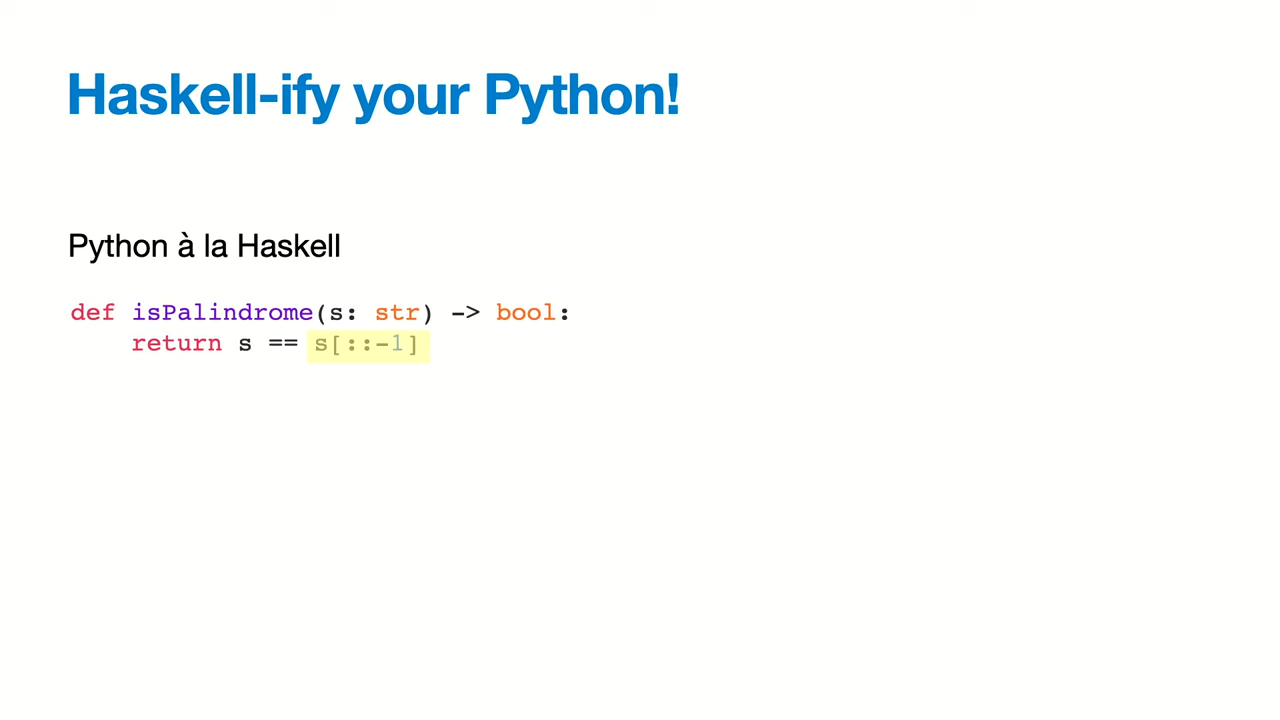 Haskell-ify your Python!
Python à la Haskell
def isPalindrome(s: str) -> bool:
    return s == s[::-1]